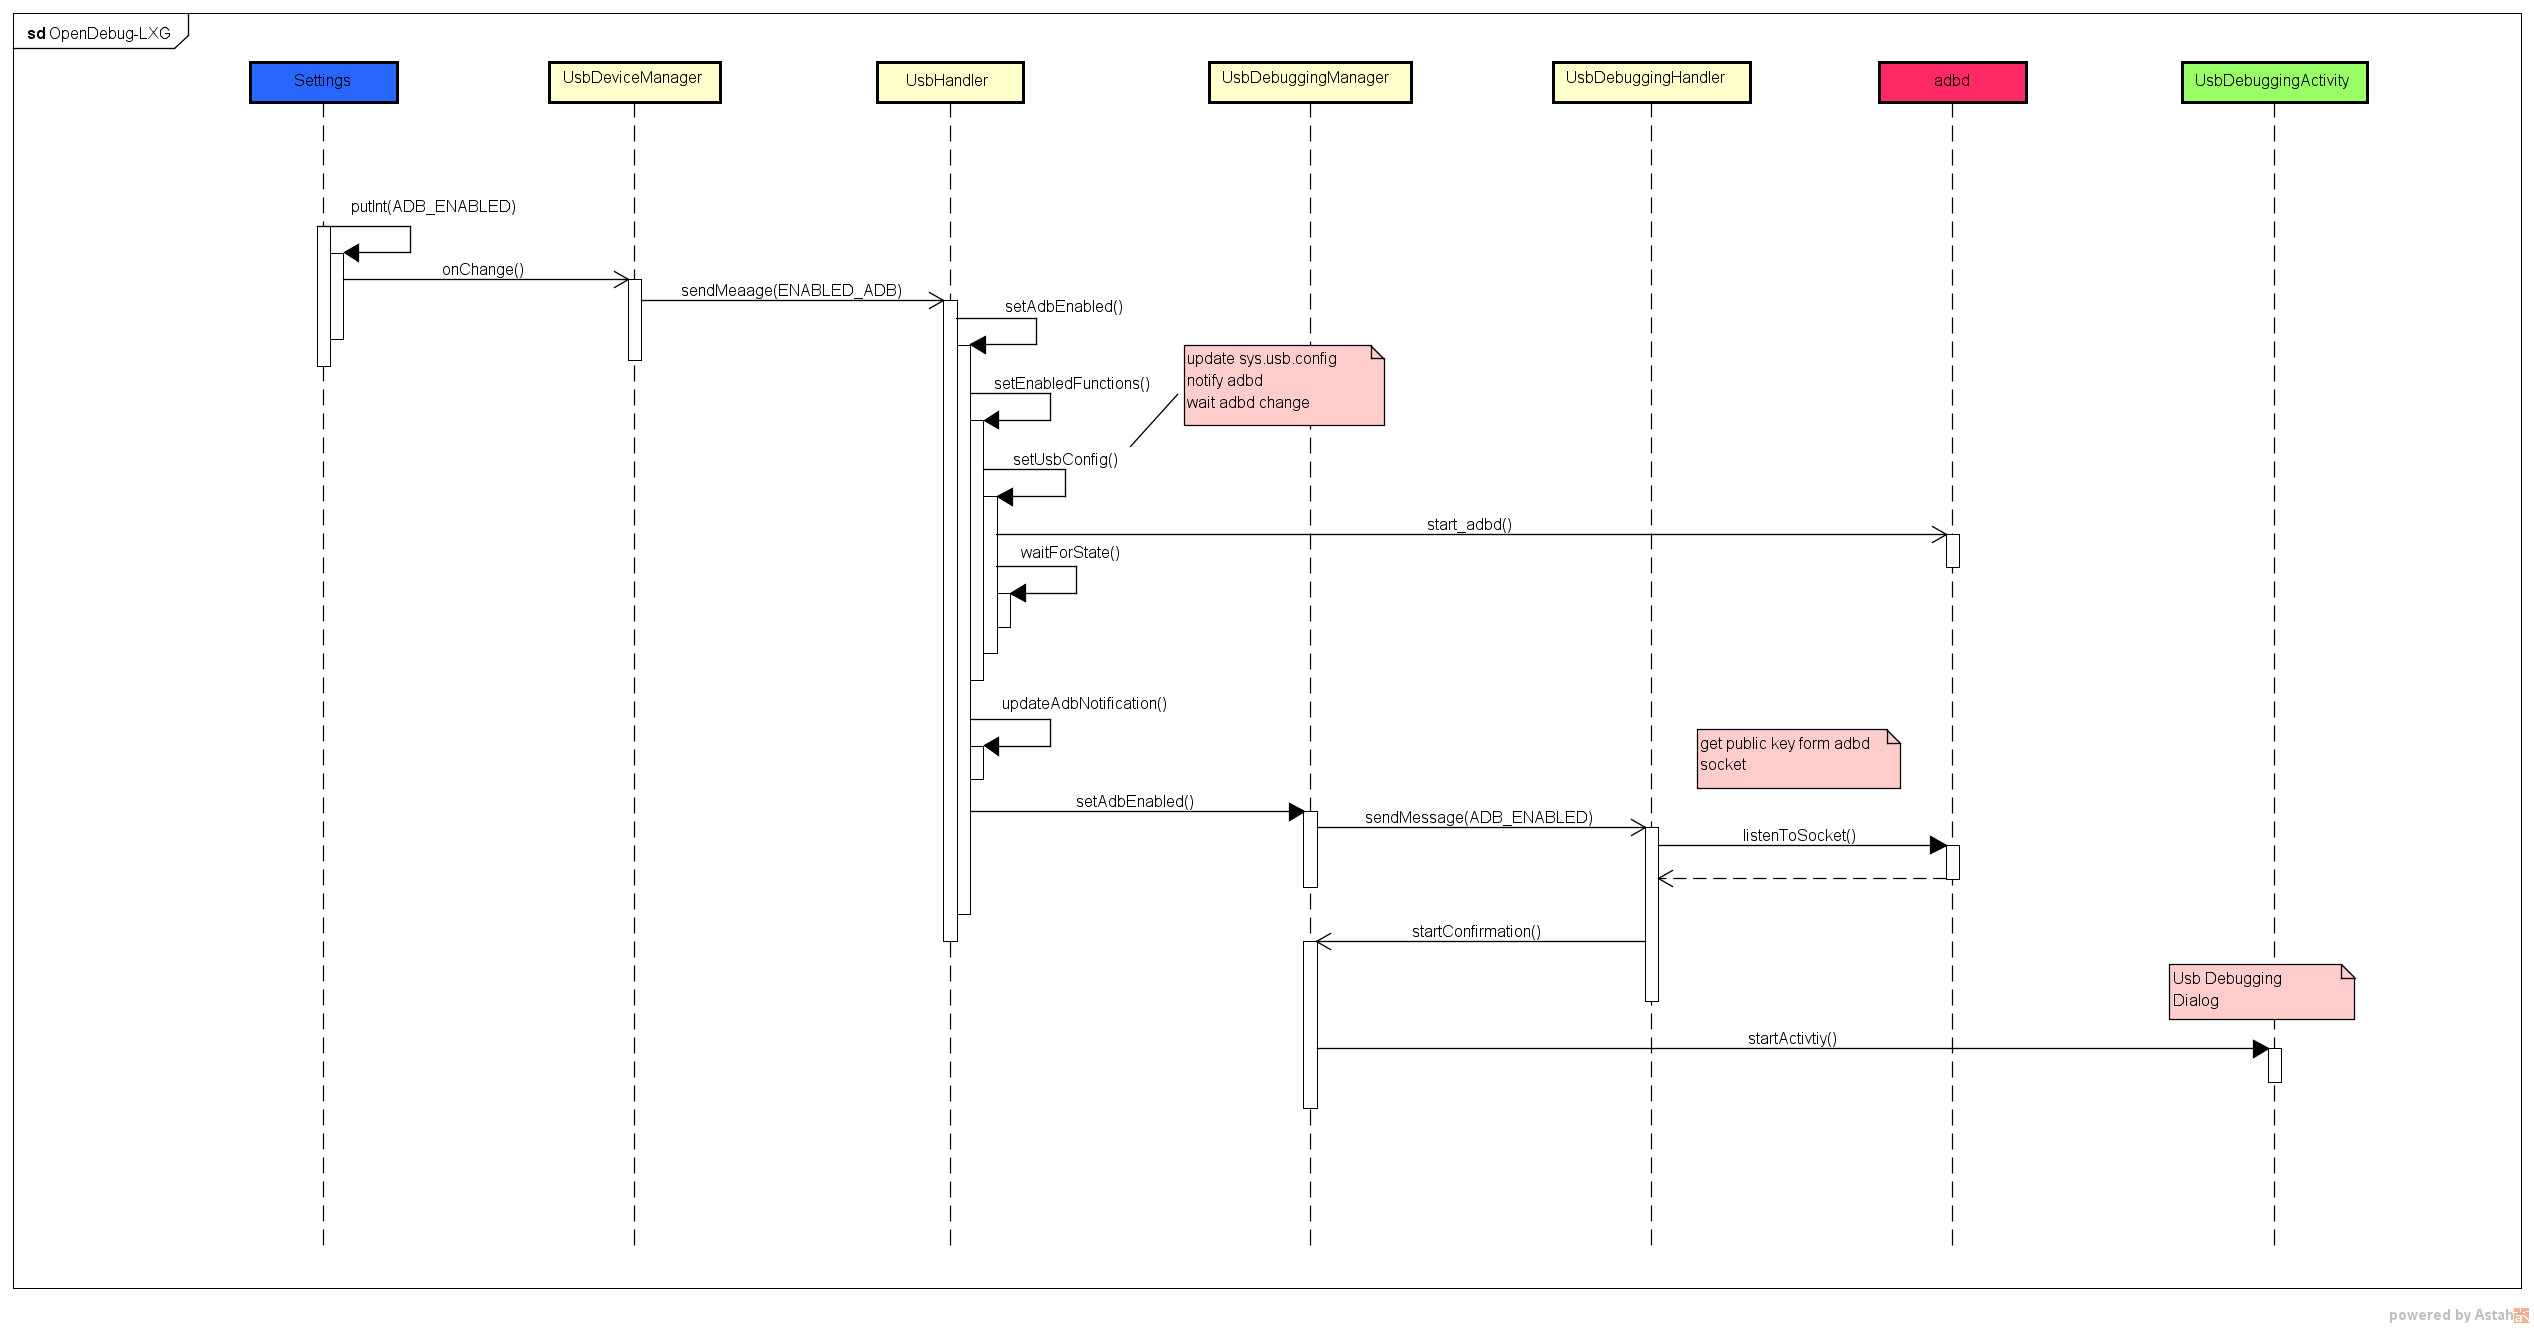 sd OpenDebug-LXG
Settings
UsbDeviceManager
UsbHandler
UsbDebuggingManager
UsbDebuggingHandler
adbd
UsbDebuggingActivity
putInt(ADB_ENABLED)
onChange()
sendMeaage(ENABLED_ADB)
setAdbEnabled()
update sys.usb.config
notify adbd
wait adbd change
setEnabledFunctions()
setUsbConfig()
start_adbd()
waitForState()
updateAdbNotification()
get public key form adbd
socket
setAdbEnabled()
sendMessage(ADB_ENABLED)
listenToSocket()
startConfirmation()
Usb Debugging
Dialog
startActivtiy()
powered by Astah